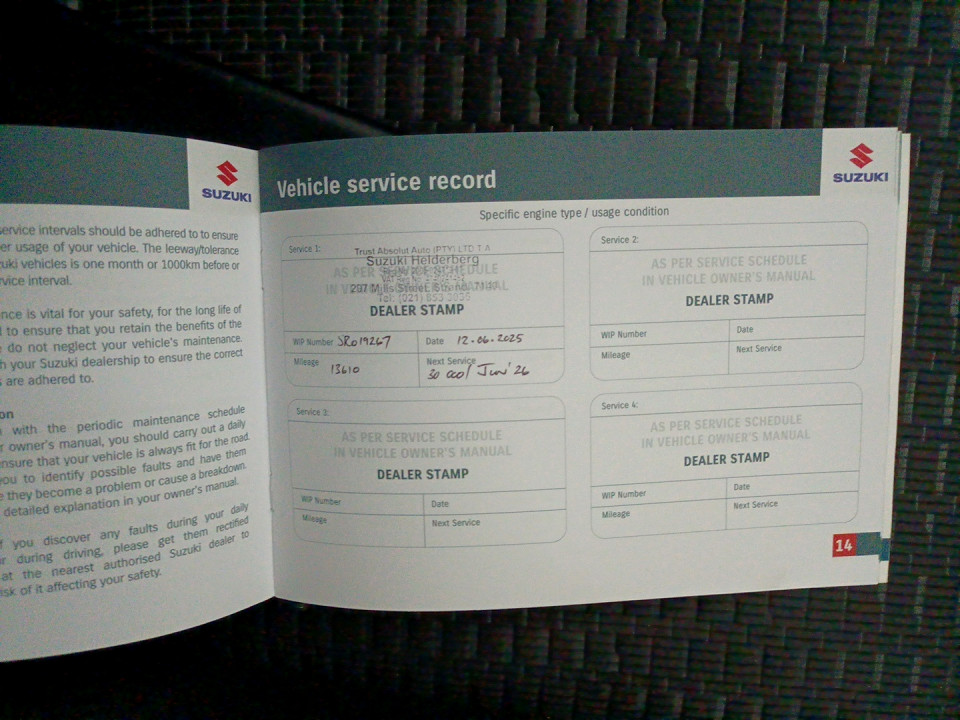 SUZUKI
service intervals should be adhered to to ensure
er usage of your vehicle. The leeway/tolerance
uki vehicles is one month or 1000km before or
rvice interval.
nce is vital for your safety, for the long life of
d to ensure that you retain the benefits of the
do not neglect your vehicle's maintenance.
h your Suzuki dealership to ensure the correct
s are adhered to.
on
with the periodic maintenance schedule
r owner's manual, you should carry out a daily
nsure that your vehicle is always fit for the road.
you to identify possible faults and have them
e they become a problem or cause a breakdown.
detailed explanation in your owner's manual.
f you discover any faults during your daily
r during driving, please get them rectified
at the nearest authorised Suzuki dealer to
isk of it affecting your safety.
Vehicle service record
SUZUKI
Specific engine type / usage condition
Service 1:
Trust Absolut Auto (PTY) LTD T A
Suzuki Helderberg
AS PER SERVICE SCHEDULE
IN VEHICLE OWNER'S MANUAL
Mills Street, Strand, 7140
Tel: (021) 853
DEALER STAMP
WIP Number SRO19267
Date 12.06.2025
Mileage 13610
Next Service 30 000/ Jun'26
Service 2:
AS PER SERVICE SCHEDULE
IN VEHICLE OWNER'S MANUAL
DEALER STAMP
WIP Number
Date
Mileage
Next Service
Service 3:
AS PER SERVICE SCHEDULE
IN VEHICLE OWNER'S MANUAL
DEALER STAMP
WIP Number
Date
Mileage
Next Service
Service 4:
AS PER SERVICE SCHEDULE
IN VEHICLE OWNER'S MANUAL
DEALER STAMP
WIP Number
Date
Mileage
Next Service
14